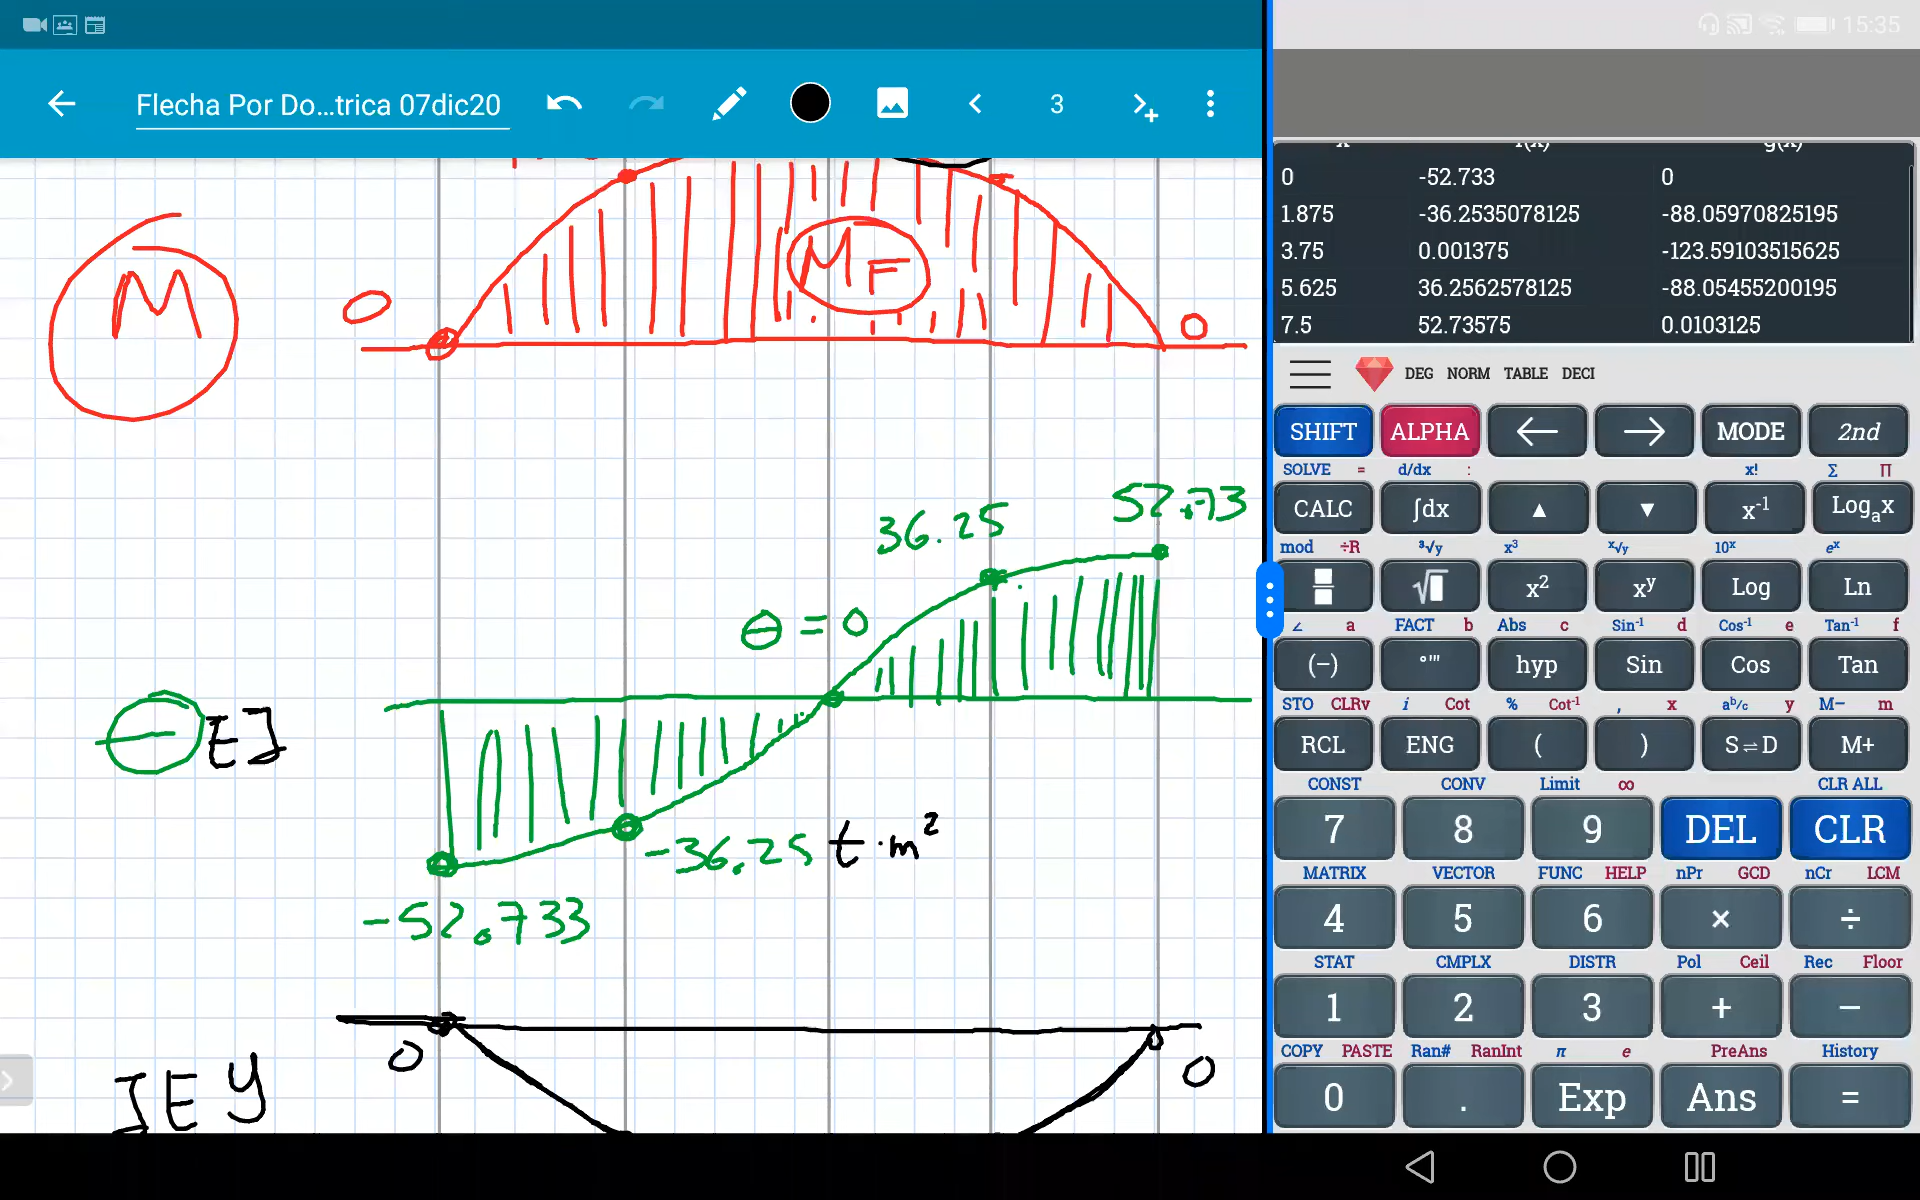 15:35
Flecha Por Do...trica 07dic20
3
0 -52.733 0
1.875 -36.2535078125 -88.05970825195
3.75 0.001375 -123.59103515625
5.625 36.2562578125 -88.05455200195
7.5 52.73575 0.0103125
M
0
MF
0
52.73
36.25
θ = 0
θ EI
-36.25 t·m²
-52.733
0
0
IEY
DEG NORM TABLE DECI
SHIFT ALPHA ← → MODE 2nd
SOLVE = d/dx : x! Σ Π
CALC ∫dx ▲ ▼ x⁻¹ Logₐx
mod ÷R ³√y x³ ˣ√y 10ˣ eˣ
√ x² xʸ Log Ln
∠ a FACT b Abs c Sin⁻¹ d Cos⁻¹ e Tan⁻¹ f
(−) °'" hyp Sin Cos Tan
STO CLRv i Cot % Cot⁻¹ , x aᵇ/c y M− m
RCL ENG ( ) S⇌D M+
CONST CONV Limit ∞ CLR ALL
7 8 9 DEL CLR
MATRIX VECTOR FUNC HELP nPr GCD nCr LCM
4 5 6 × ÷
STAT CMPLX DISTR Pol Ceil Rec Floor
1 2 3 + −
COPY PASTE Ran# RanInt π e PreAns History
0 . Exp Ans =